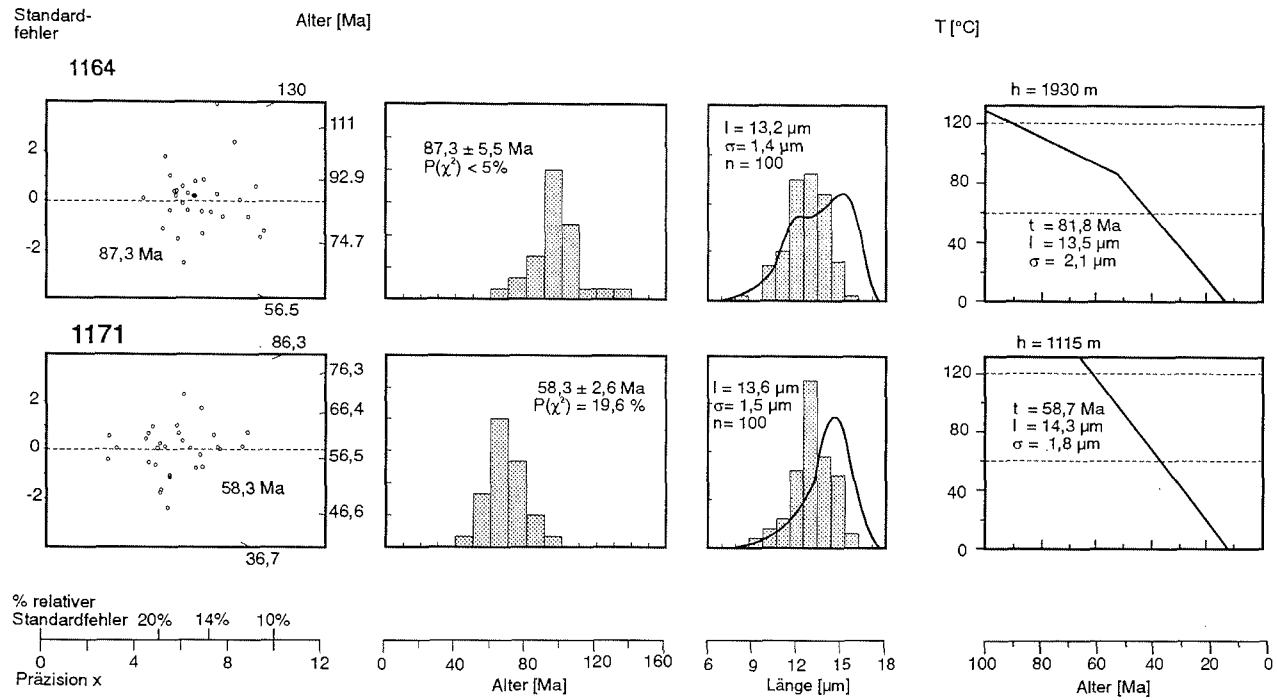 Standard-
fehler
Alter [Ma]
T [°C]
1164
130
111
92.9
74.7
56.5
2
0
-2
87,3 Ma
87,3 ± 5,5 Ma
P(χ²) < 5%
l = 13,2 µm
σ= 1,4 µm
n = 100
h = 1930 m
120
80
40
0
t = 81,8 Ma
l = 13,5 µm
σ = 2,1 µm
1171
86,3
76,3
66,4
56,5
46,6
36,7
2
0
-2
58,3 Ma
58,3 ± 2,6 Ma
P(χ²) = 19,6 %
l = 13,6 µm
σ= 1,5 µm
n= 100
h = 1115 m
120
80
40
0
t = 58,7 Ma
l = 14,3 µm
σ = 1,8 µm
% relativer
Standardfehler 20% 14% 10%
0 4 8 12
Präzision x
0 40 80 120 160
Alter [Ma]
6 9 12 15 18
Länge [µm]
100 80 60 40 20 0
Alter [Ma]